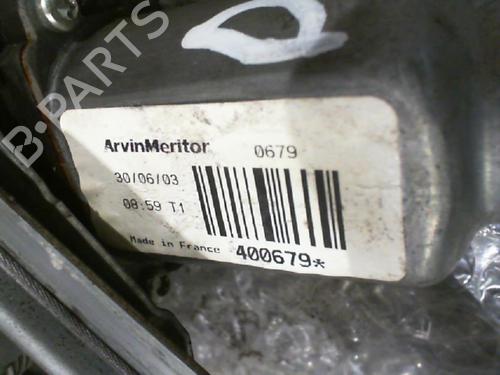 B-PARTS
D
ArvinMeritor 0679
30/06/03
08:59 T1
Made in France 400679*